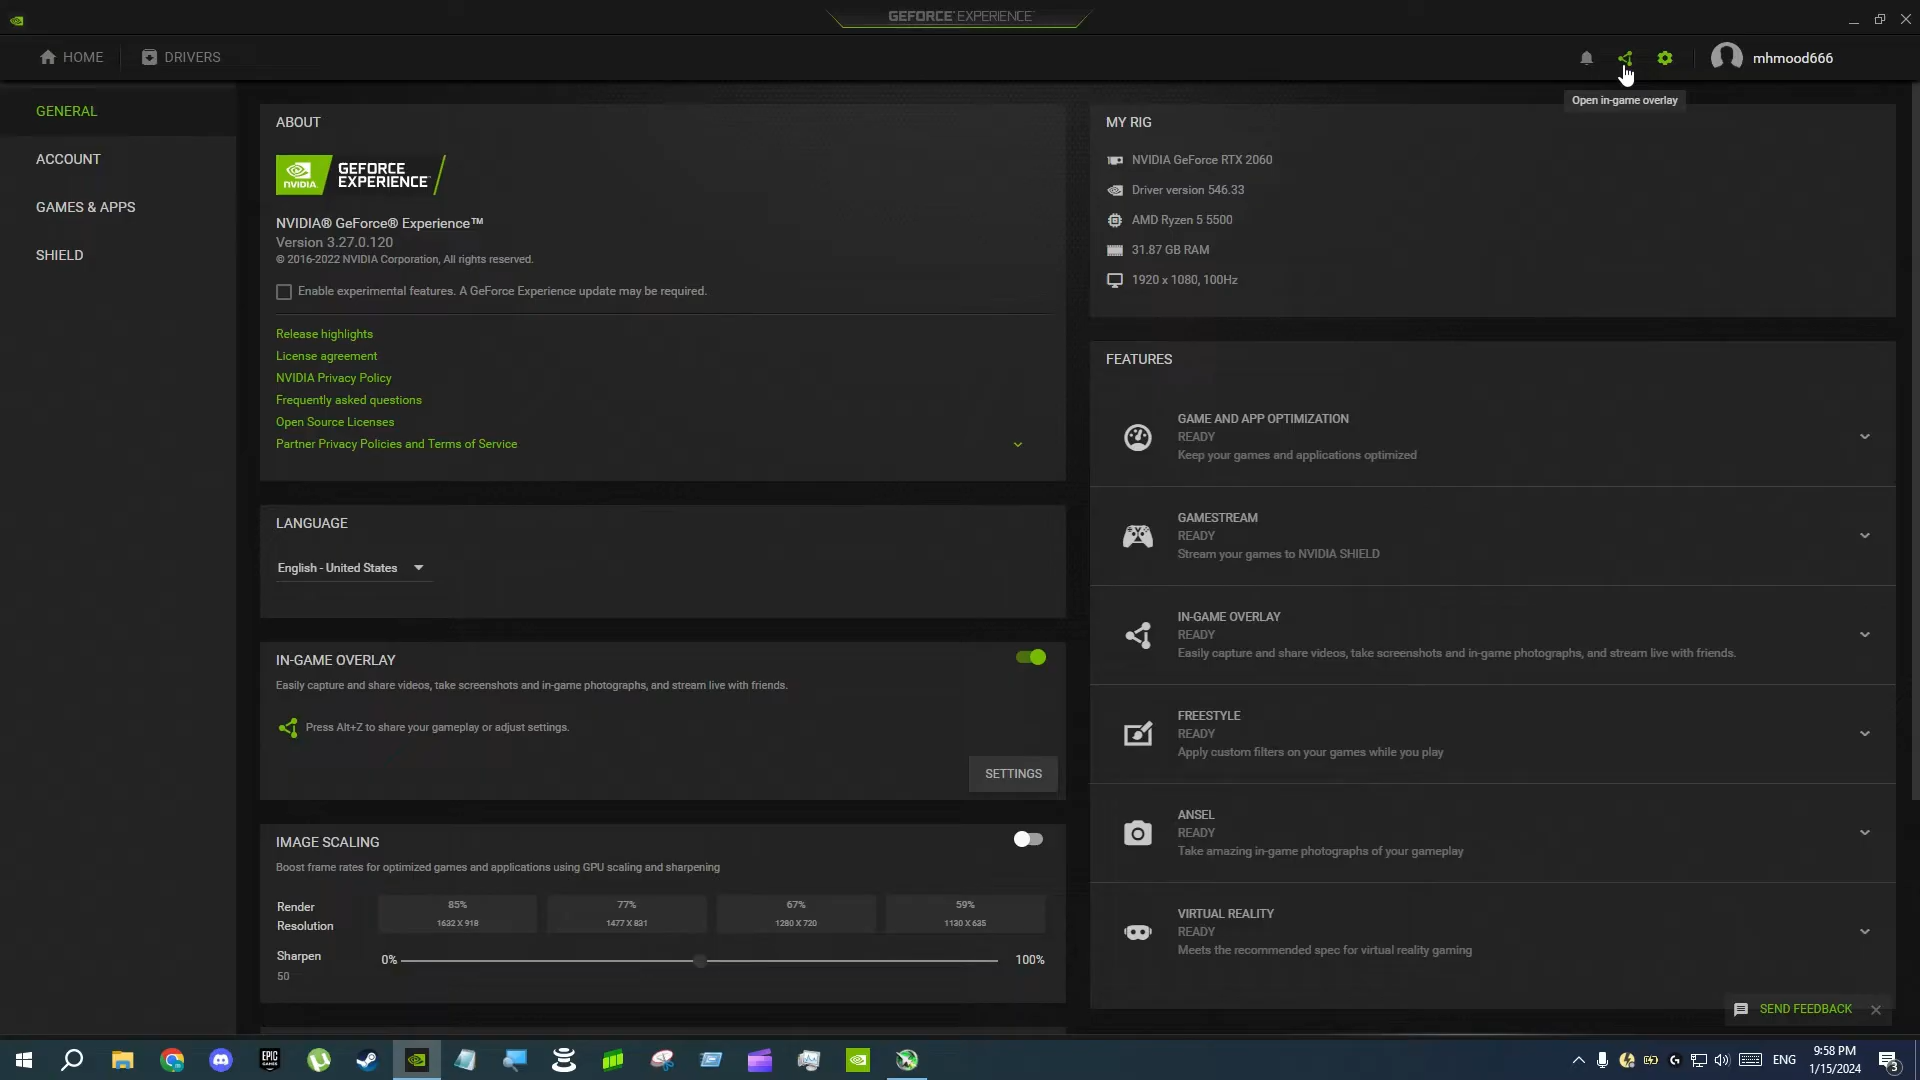 GEFORCE EXPERIENCE
HOME
DRIVERS
mhmood666
Open in-game overlay
GENERAL
ACCOUNT
GAMES & APPS
SHIELD
ABOUT
NVIDIA
GEFORCE
EXPERIENCE
NVIDIA® GeForce® Experience™
Version 3.27.0.120
© 2016-2022 NVIDIA Corporation, All rights reserved.
Enable experimental features. A GeForce Experience update may be required.
Release highlights
License agreement
NVIDIA Privacy Policy
Frequently asked questions
Open Source Licenses
Partner Privacy Policies and Terms of Service
LANGUAGE
English - United States
IN-GAME OVERLAY
Easily capture and share videos, take screenshots and in-game photographs, and stream live with friends.
Press Alt+Z to share your gameplay or adjust settings.
SETTINGS
IMAGE SCALING
Boost frame rates for optimized games and applications using GPU scaling and sharpening
Render
Resolution
85%
1632 X 918
77%
1477 X 831
67%
1280 X 720
59%
1130 X 635
Sharpen
50
0%
100%
MY RIG
NVIDIA GeForce RTX 2060
Driver version 546.33
AMD Ryzen 5 5500
31.87 GB RAM
1920 x 1080, 100Hz
FEATURES
GAME AND APP OPTIMIZATION
READY
Keep your games and applications optimized
GAMESTREAM
READY
Stream your games to NVIDIA SHIELD
IN-GAME OVERLAY
READY
Easily capture and share videos, take screenshots and in-game photographs, and stream live with friends.
FREESTYLE
READY
Apply custom filters on your games while you play
ANSEL
READY
Take amazing in-game photographs of your gameplay
VIRTUAL REALITY
READY
Meets the recommended spec for virtual reality gaming
SEND FEEDBACK
EPIC
GAMES
ENG
9:58 PM
1/15/2024
3